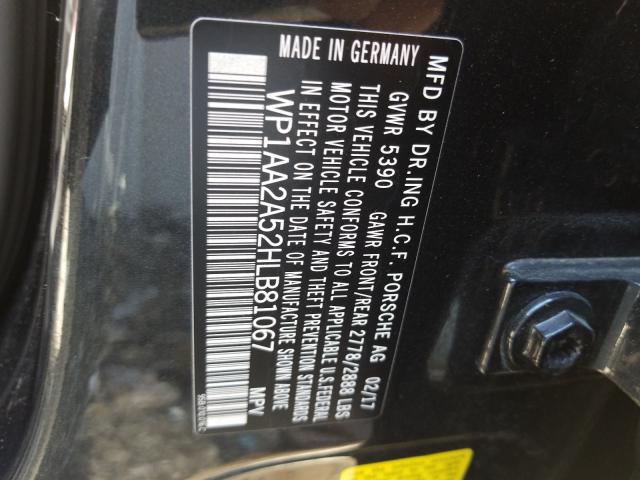 MFD BY DR.ING H.C.F. PORSCHE AG 02/17
GVWR 5390 GAWR FRONT/REAR 2778/2888 LBS
THIS VEHICLE CONFORMS TO ALL APPLICABLE U.S.FEDERAL
MOTOR VEHICLE SAFETY AND THEFT PREVENTION STANDARDS
IN EFFECT ON THE DATE OF MANUFACTURE SHOWN ABOVE
WP1AA2A52HLB81067 MPV
MADE IN GERMANY